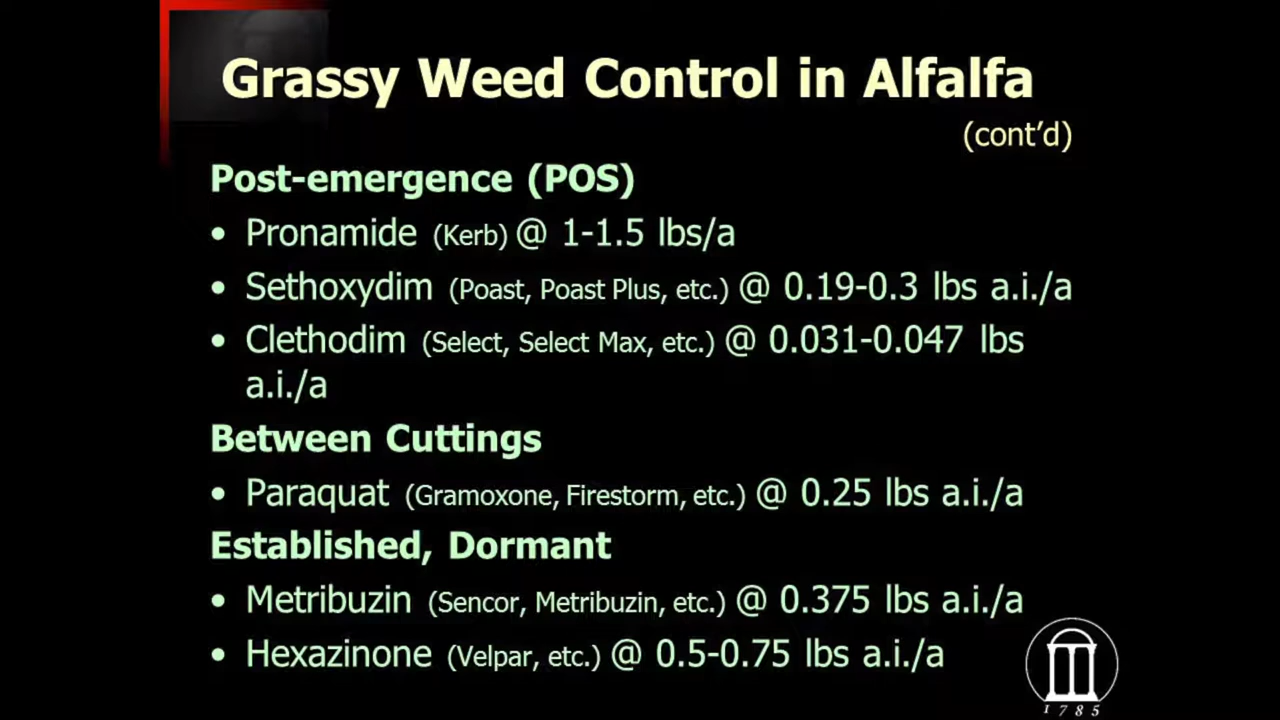 Grassy Weed Control in Alfalfa
(cont’d)
Post-emergence (POS)
• Pronamide (Kerb) @ 1-1.5 lbs/a
• Sethoxydim (Poast, Poast Plus, etc.) @ 0.19-0.3 lbs a.i./a
• Clethodim (Select, Select Max, etc.) @ 0.031-0.047 lbs
a.i./a
Between Cuttings
• Paraquat (Gramoxone, Firestorm, etc.) @ 0.25 lbs a.i./a
Established, Dormant
• Metribuzin (Sencor, Metribuzin, etc.) @ 0.375 lbs a.i./a
• Hexazinone (Velpar, etc.) @ 0.5-0.75 lbs a.i./a
1785